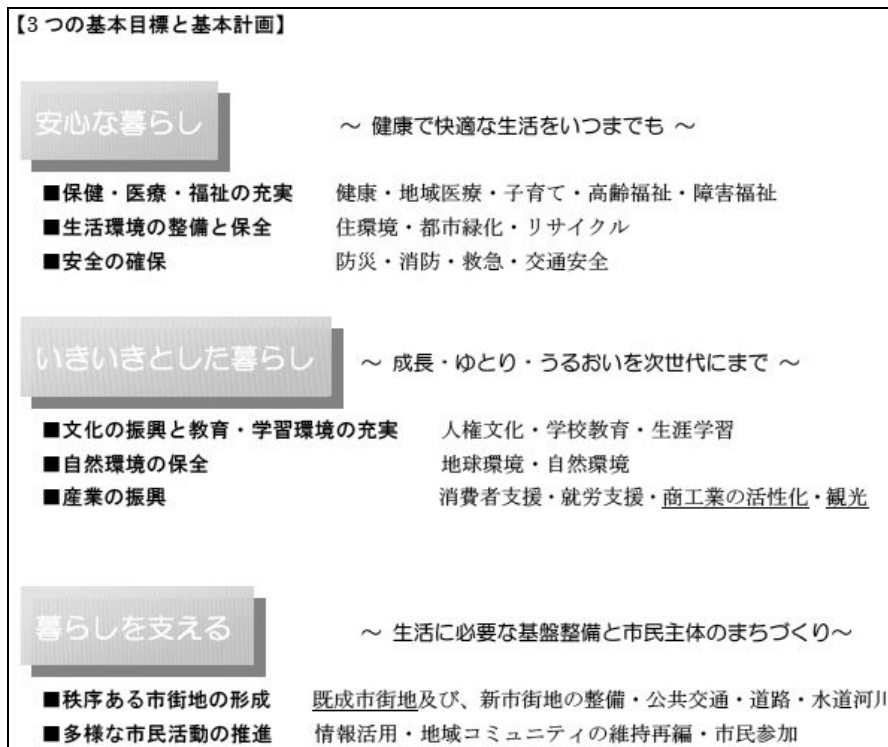 【3つの基本目標と基本計画】
安心な暮らし ～ 健康で快適な生活をいつまでも ～
■保健・医療・福祉の充実 健康・地域医療・子育て・高齢福祉・障害福祉
■生活環境の整備と保全 住環境・都市緑化・リサイクル
■安全の確保 防災・消防・救急・交通安全
いきいきとした暮らし ～ 成長・ゆとり・うるおいを次世代にまで ～
■文化の振興と教育・学習環境の充実 人権文化・学校教育・生涯学習
■自然環境の保全 地球環境・自然環境
■産業の振興 消費者支援・就労支援・商工業の活性化・観光
暮らしを支える ～ 生活に必要な基盤整備と市民主体のまちづくり～
■秩序ある市街地の形成 既成市街地及び、新市街地の整備・公共交通・道路・水道河川
■多様な市民活動の推進 情報活用・地域コミュニティの維持再編・市民参加